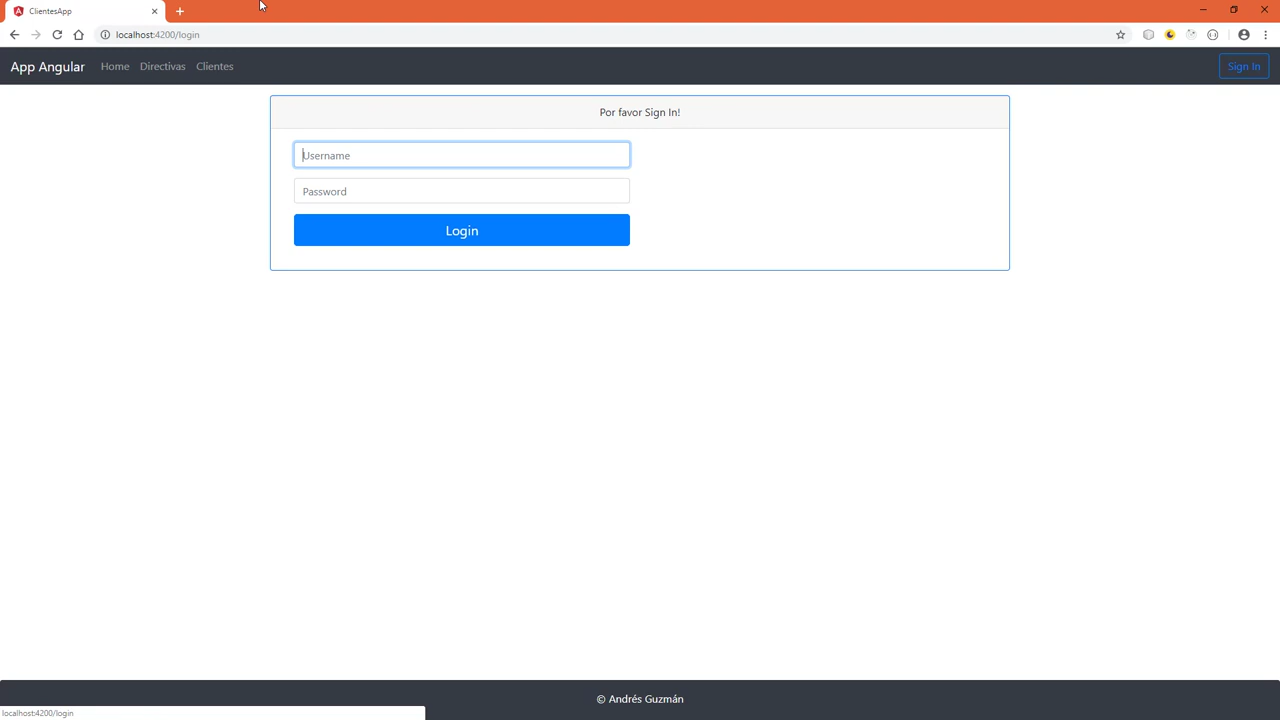 ClientesApp
localhost:4200/login
App Angular Home Directivas Clientes Sign In
Por favor Sign In!
Username
Password
Login
© Andrés Guzmán
localhost:4200/login